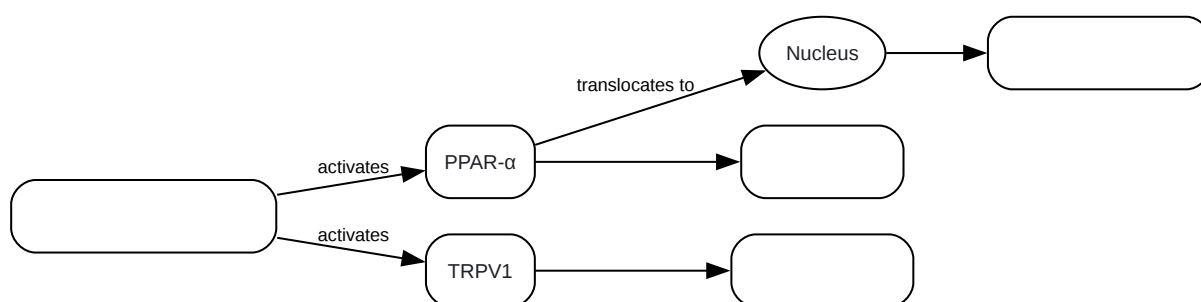 Nucleus
translocates to
activates
PPAR-α
activates
TRPV1